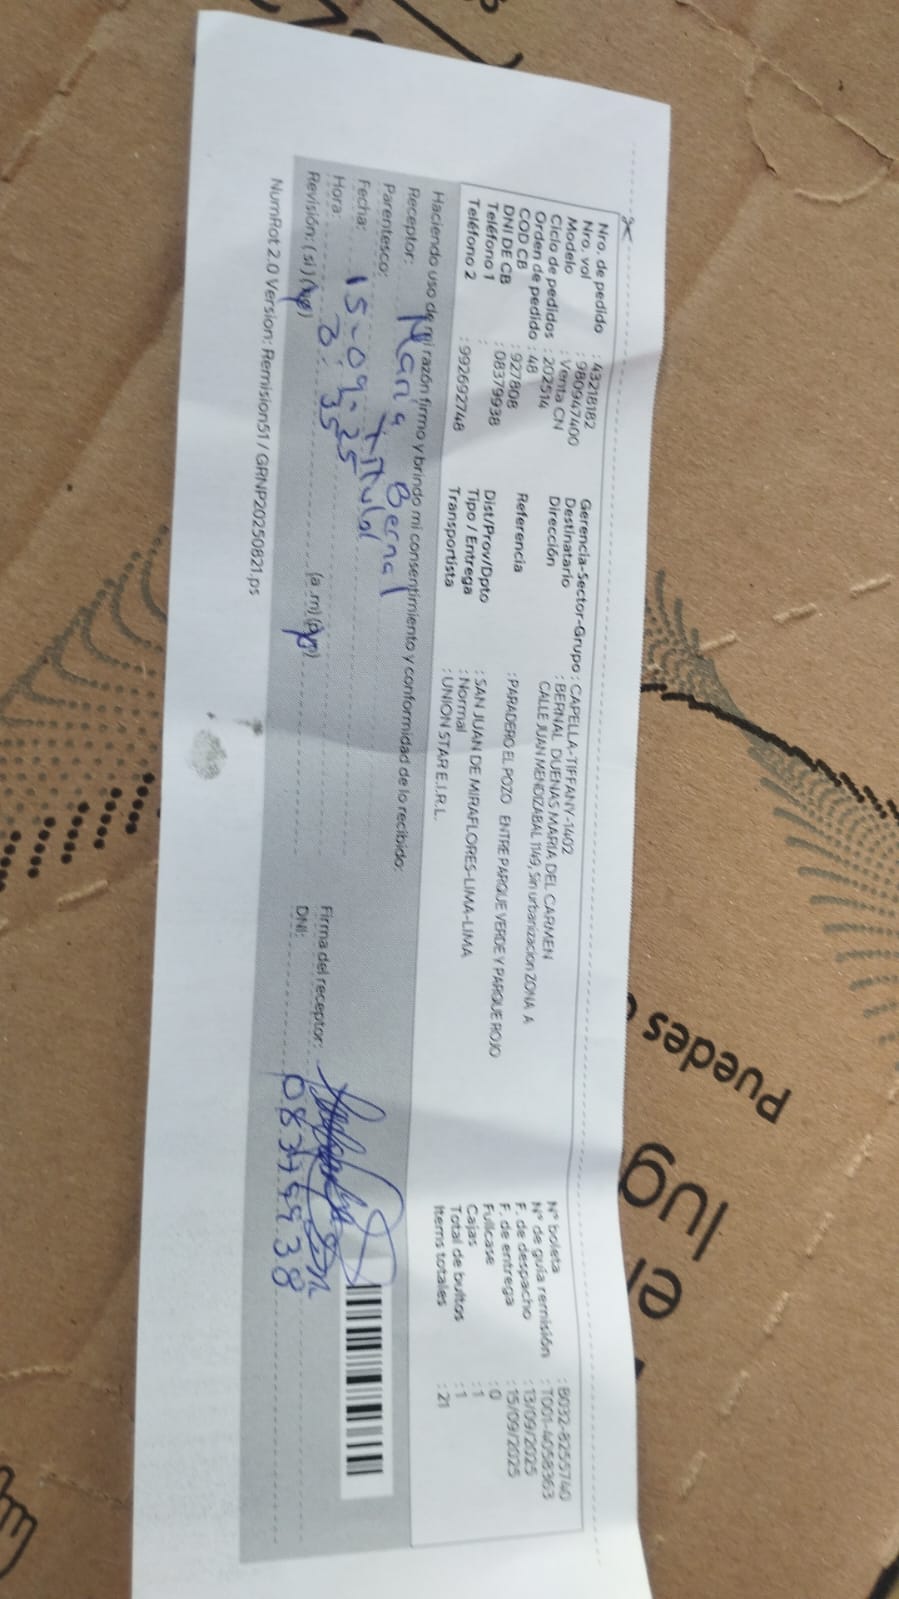 Nro. de pedido : 43218182
Nro. vol : 980947400
Modelo : Venta CN
Ciclo de pedidos : 202514
Orden de pedido : 48
COD CB : 927808
DNI DE CB : 08379938
Teléfono 1 :
Teléfono 2 : 992692748
Gerencia-Sector-Grupo : CAPELLA-TIFFANY-1402
Destinatario : BERNAL DUENAS MARIA DEL CARMEN
Dirección CALLE JUAN MENDIZABAL 1149, Sin urbanizacion ZONA A
Referencia : PARADERO EL POZO ENTRE PARQUE VERDE Y PARQUE ROJO
Dist/Prov/Dpto : SAN JUAN DE MIRAFLORES-LIMA-LIMA
Tipo / Entrega : Normal
Transportista : UNION STAR E.I.R.L.
N° boleta : B032-8255740
N° de guía remisión : T001-4058363
F. de despacho : 13/09/2025
F. de entrega : 15/09/2025
Fullcase : 0
Cajas : 1
Total de bultos : 1
Items totales : 21
Haciendo uso de mi razón firmo y brindo mi consentimiento y conformidad de lo recibido:
Receptor: Maria Bernal
Parentesco: Titular
Fecha: 15-09-25
Hora: 3:35 (a.m) (pm)
Revisión: (si) (no)
Firma del receptor:
DNI: 08379938
NumRot 2.0 Version: Remision51 / GRNP20250821.ps
Puedes
lug